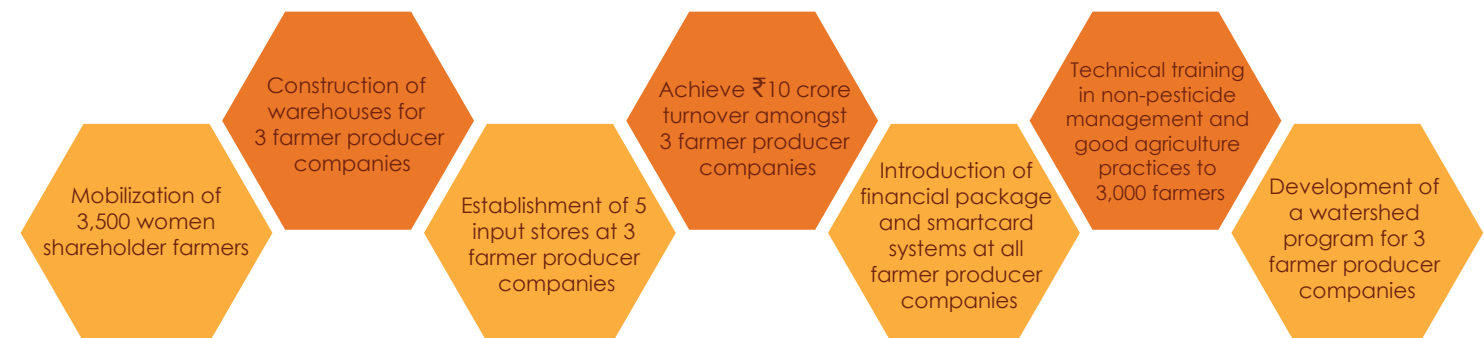 Mobilization of
3,500 women
shareholder farmers
Construction of
warehouses for
3 farmer producer
companies
Establishment of 5
input stores at 3
farmer producer
companies
Achieve ₹10 crore
turnover amongst
3 farmer producer
companies
Introduction of
financial package
and smartcard
systems at all
farmer producer
companies
Technical training
in non-pesticide
management and
good agriculture
practices to
3,000 farmers
Development of
a watershed
program for 3
farmer producer
companies